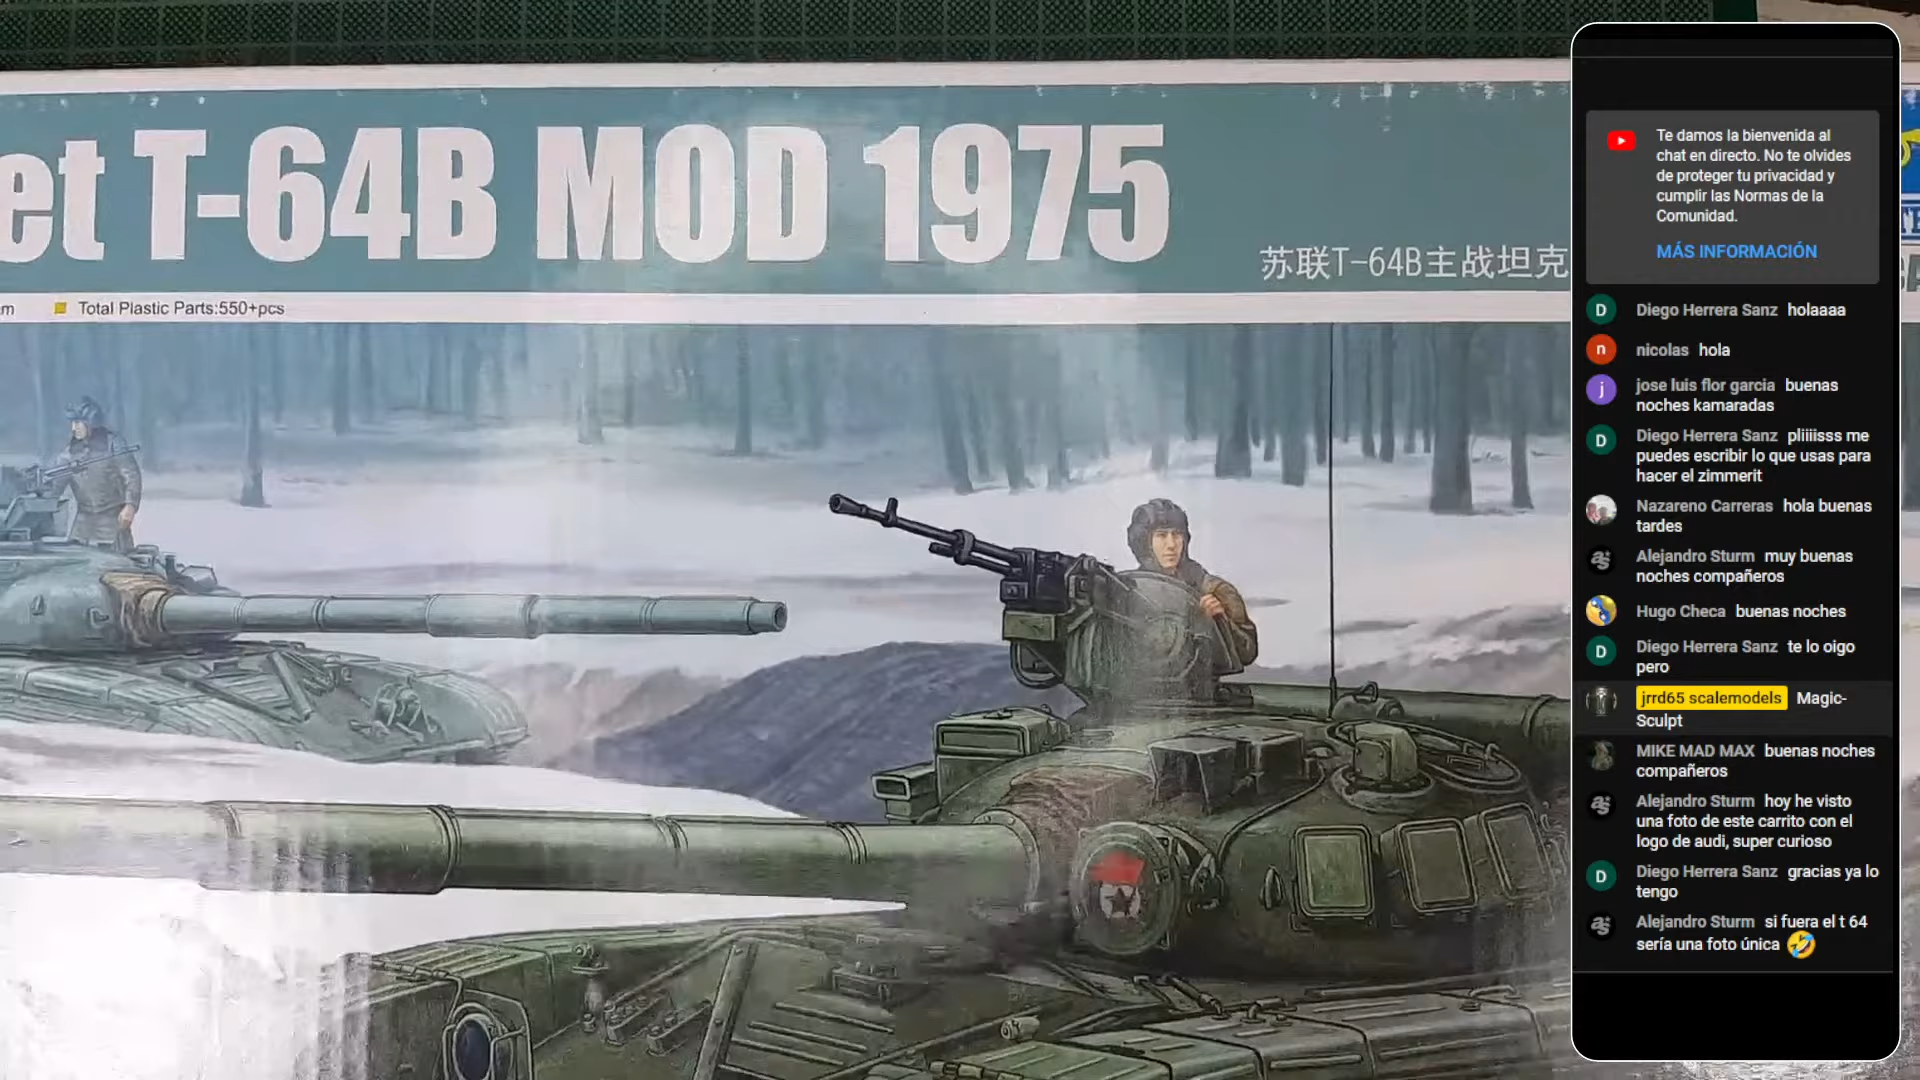 et T-64B MOD 1975
苏联T-64B主战坦克
m
Total Plastic Parts:550+pcs
Te damos la bienvenida al
chat en directo. No te olvides
de proteger tu privacidad y
cumplir las Normas de la
Comunidad.
MÁS INFORMACIÓN
D Diego Herrera Sanz holaaaa
n nicolas hola
j jose luis flor garcia buenas
noches kamaradas
D Diego Herrera Sanz pliiiisss me
puedes escribir lo que usas para
hacer el zimmerit
Nazareno Carreras hola buenas
tardes
as Alejandro Sturm muy buenas
noches compañeros
Hugo Checa buenas noches
D Diego Herrera Sanz te lo oigo
pero
jrrd65 scalemodels Magic-
Sculpt
MIKE MAD MAX buenas noches
compañeros
as Alejandro Sturm hoy he visto
una foto de este carrito con el
logo de audi, super curioso
D Diego Herrera Sanz gracias ya lo
tengo
as Alejandro Sturm si fuera el t 64
sería una foto única 🤣